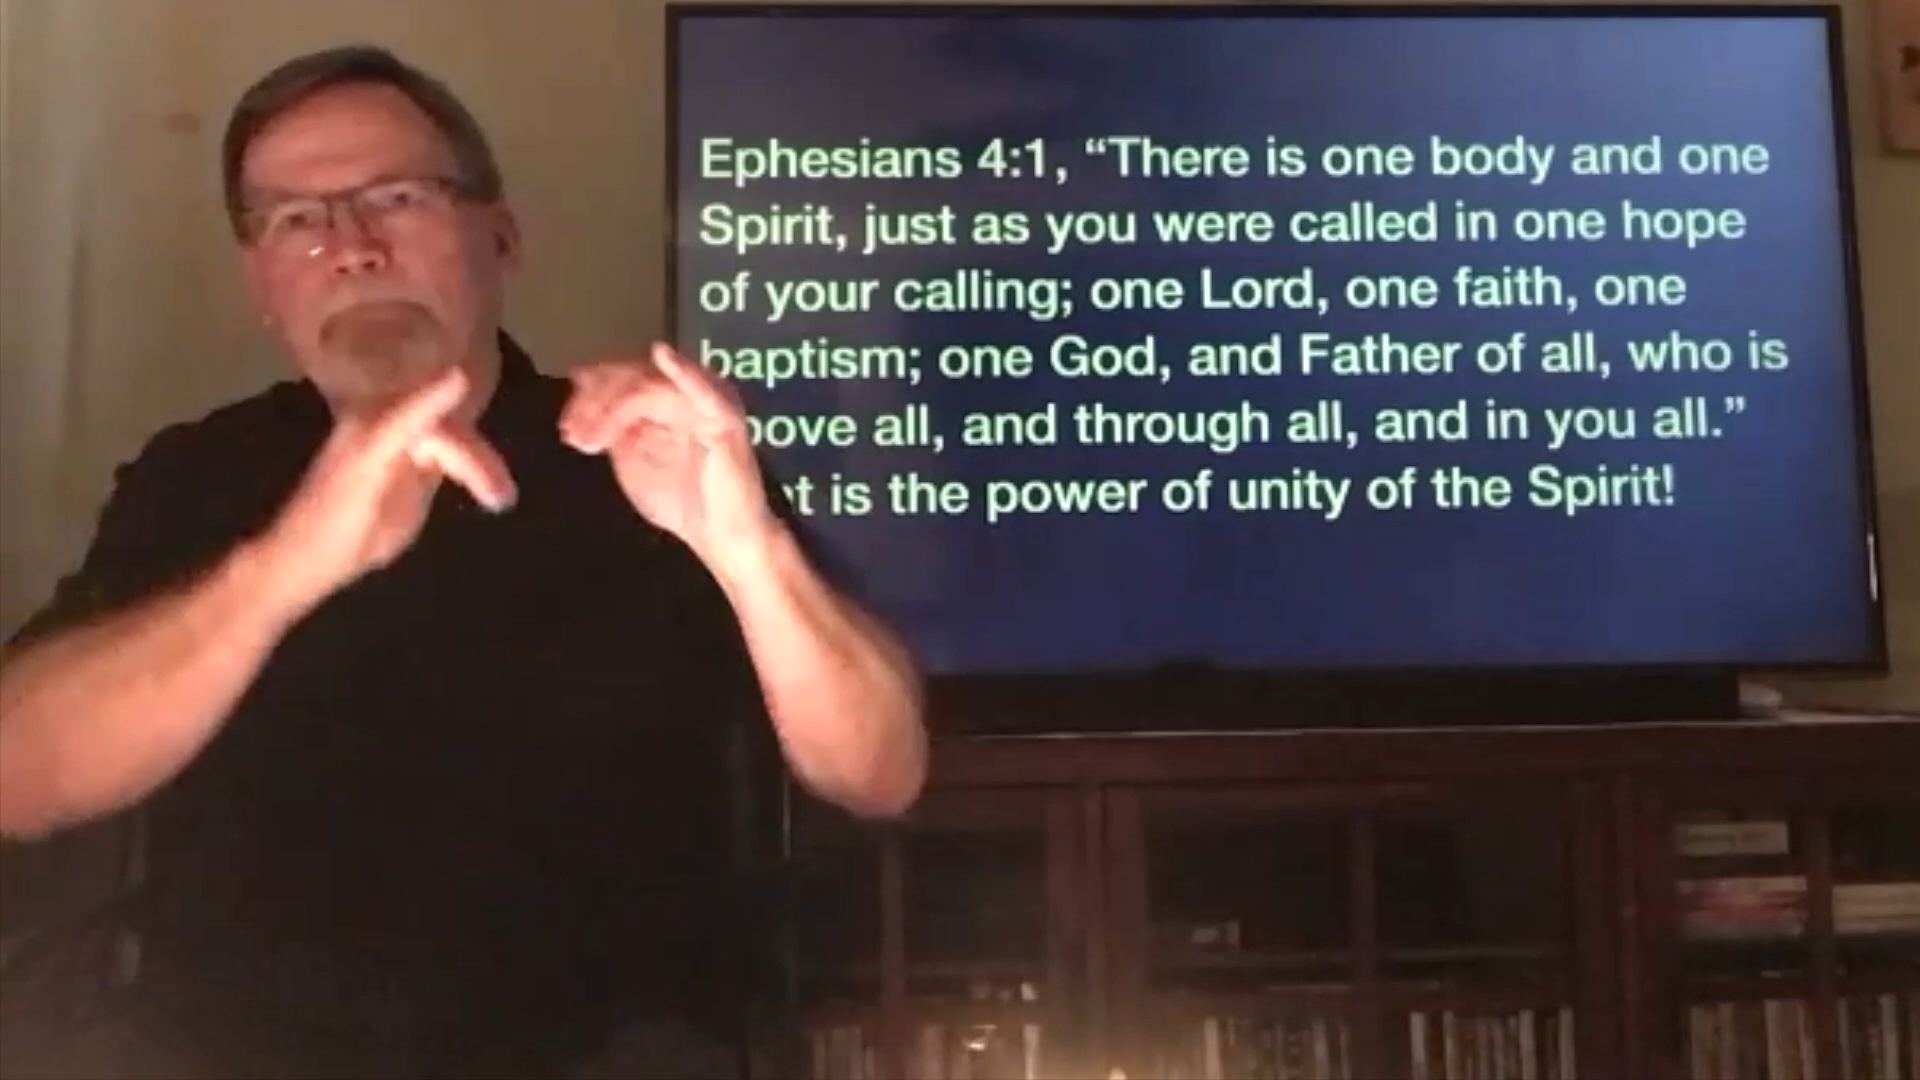 Ephesians 4:1, “There is one body and one
Spirit, just as you were called in one hope
of your calling; one Lord, one faith, one
baptism; one God, and Father of all, who is
all, and through all, and in you all.”
is the power of unity of the Spirit!